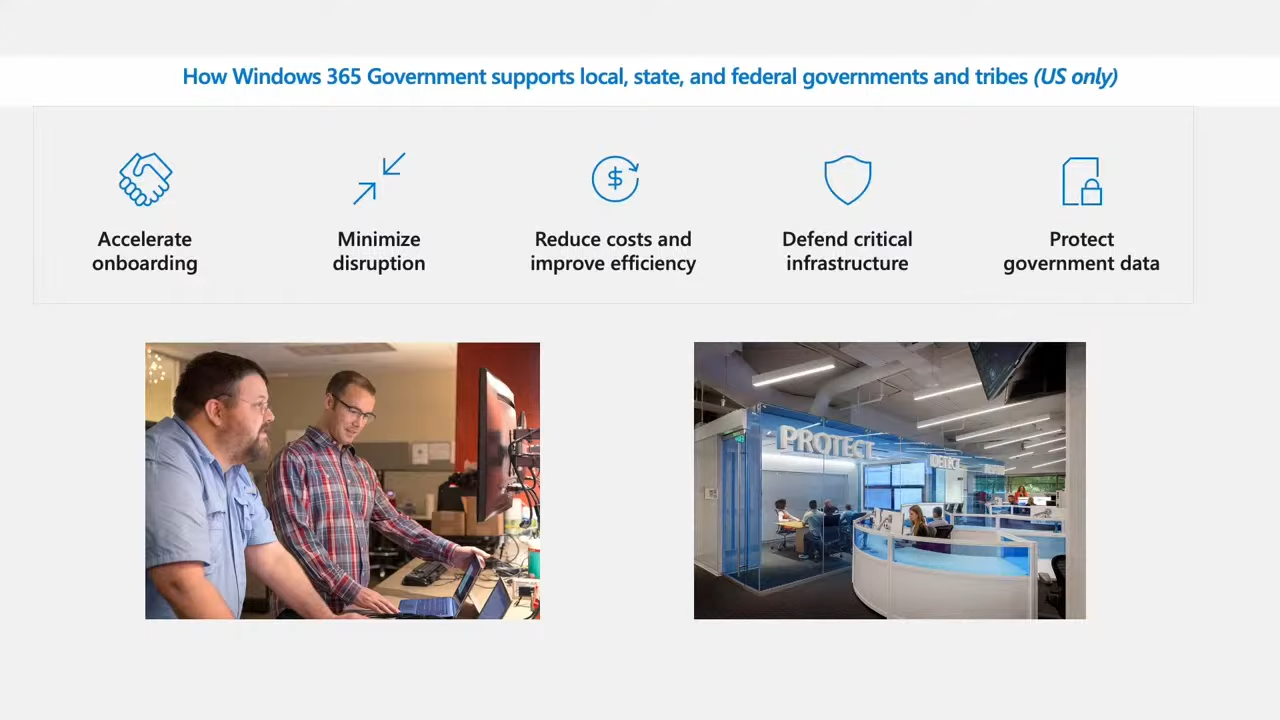 How Windows 365 Government supports local, state, and federal governments and tribes (US only)
$
Accelerate
onboarding
Minimize
disruption
Reduce costs and
improve efficiency
Defend critical
infrastructure
Protect
government data
PROTECT
DETECT